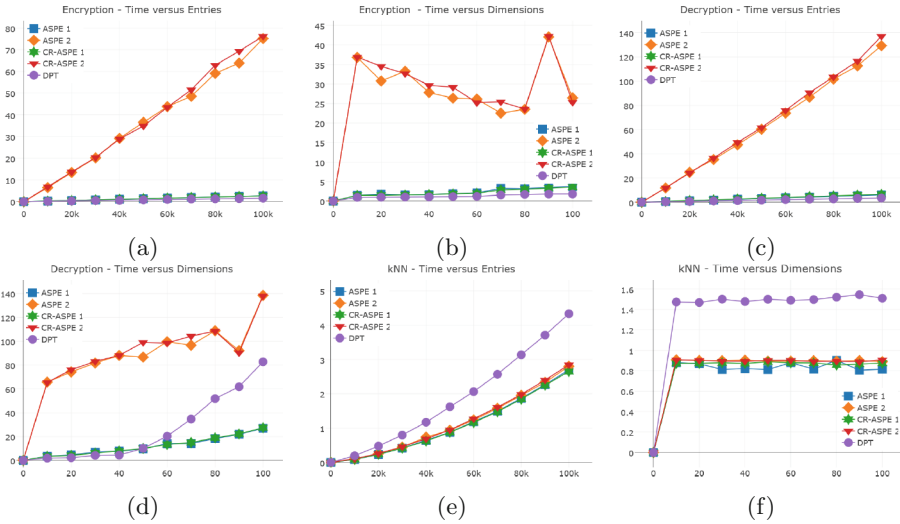 Encryption - Time versus Entries
ASPE 1
ASPE 2
CR-ASPE 1
CR-ASPE 2
DPT
80
70
60
50
40
30
20
10
0
0 20k 40k 60k 80k 100k
(a)
Encryption - Time versus Dimensions
45
40
35
30
25
20
15
10
5
0
ASPE 1
ASPE 2
CR-ASPE 1
CR-ASPE 2
DPT
0 20 40 60 80 100
(b)
Decryption - Time versus Entries
ASPE 1
ASPE 2
CR-ASPE 1
CR-ASPE 2
DPT
140
120
100
80
60
40
20
0
0 20k 40k 60k 80k 100k
(c)
Decryption - Time versus Dimensions
ASPE 1
ASPE 2
CR-ASPE 1
CR-ASPE 2
DPT
140
120
100
80
60
40
20
0
0 20 40 60 80 100
(d)
kNN - Time versus Entries
ASPE 1
ASPE 2
CR-ASPE 1
CR-ASPE 2
DPT
5
4
3
2
1
0
0 20k 40k 60k 80k 100k
(e)
kNN - Time versus Dimensions
1.6
1.4
1.2
1
0.8
0.6
0.4
0.2
0
ASPE 1
ASPE 2
CR-ASPE 1
CR-ASPE 2
DPT
0 20 40 60 80 100
(f)